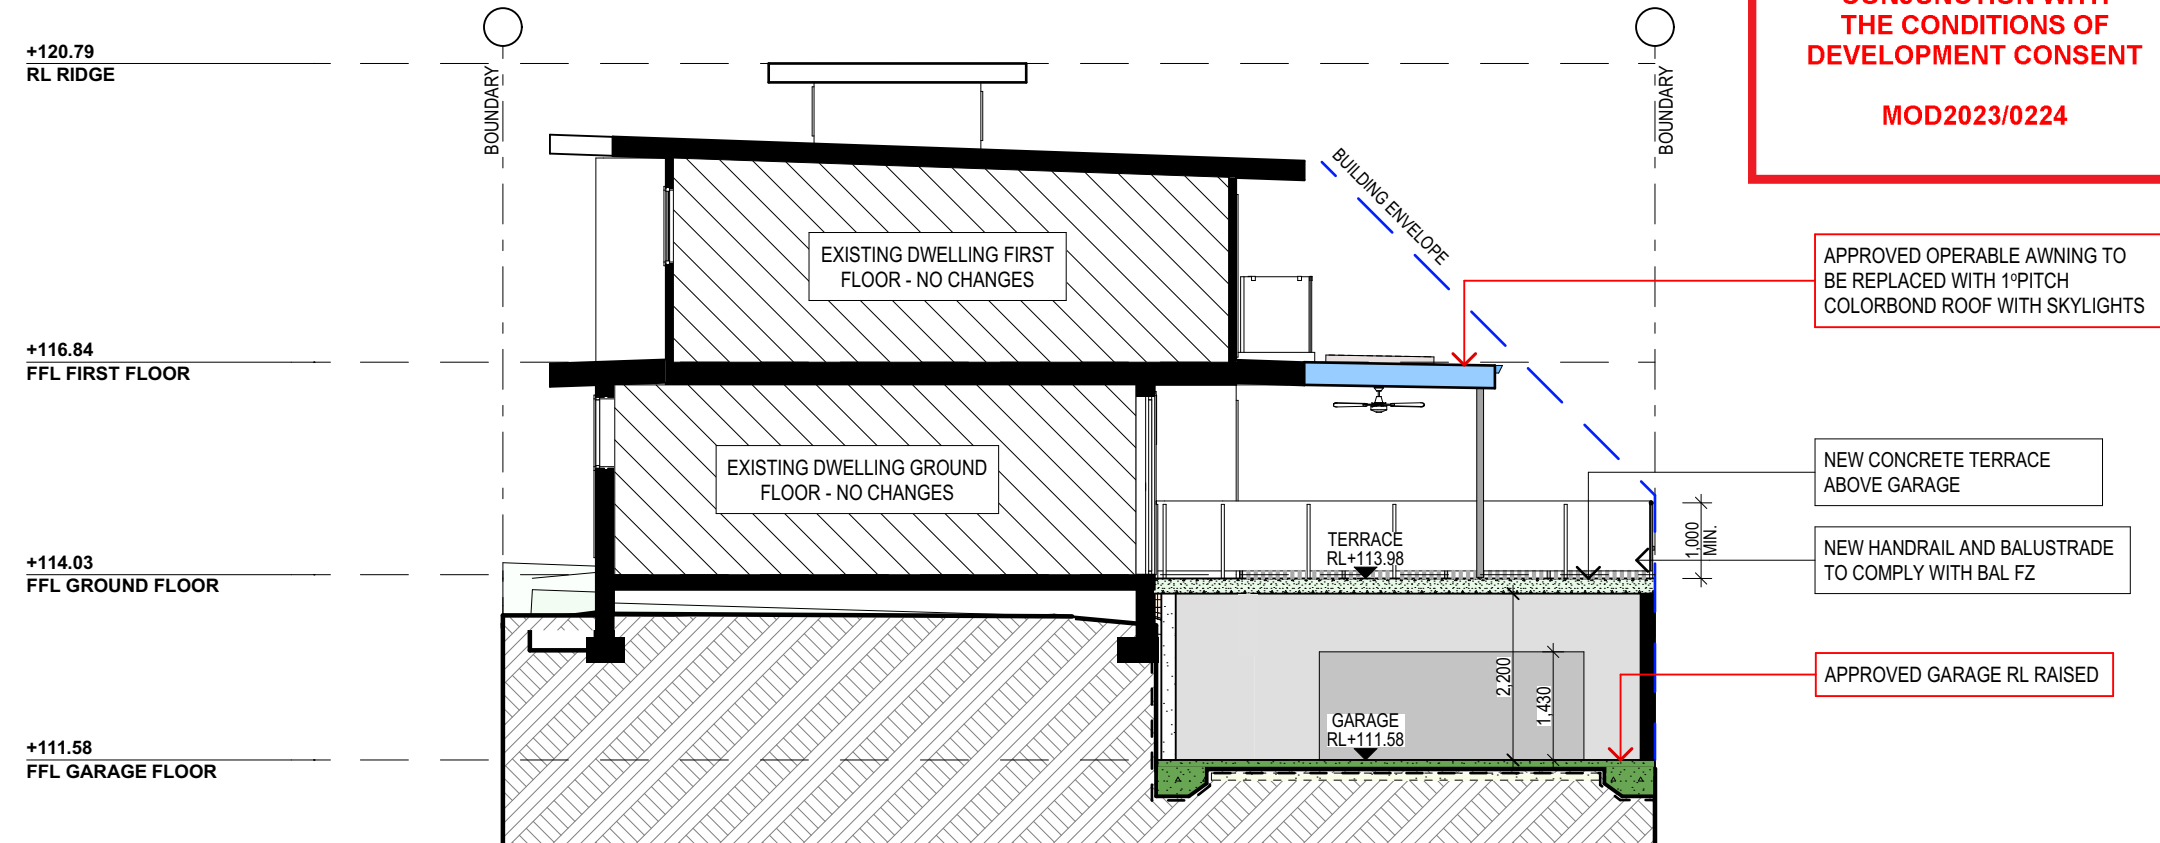 THE CONDITIONS OF
DEVELOPMENT CONSENT
MOD2023/0224
+120.79
RL RIDGE
BOUNDARY
BOUNDARY
BUILDING ENVELOPE
EXISTING DWELLING FIRST
FLOOR - NO CHANGES
APPROVED OPERABLE AWNING TO
BE REPLACED WITH 1ºPITCH
COLORBOND ROOF WITH SKYLIGHTS
+116.84
FFL FIRST FLOOR
EXISTING DWELLING GROUND
FLOOR - NO CHANGES
NEW CONCRETE TERRACE
ABOVE GARAGE
1,000
MIN.
TERRACE
RL+113.98
NEW HANDRAIL AND BALUSTRADE
TO COMPLY WITH BAL FZ
+114.03
FFL GROUND FLOOR
2,200
1,430
APPROVED GARAGE RL RAISED
GARAGE
RL+111.58
+111.58
FFL GARAGE FLOOR